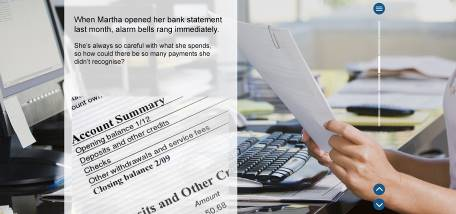 When Martha opened her bank statement
last month, alarm bells rang immediately.
She's always so careful with what she spends,
so how could there be so many payments she
didn't recognise?
Account Summary
Opening balance 1/12
Deposits and other credits
Checks
Other withdrawals and service fees
Closing balance 2/09
its and Other Cr
Amount
50.68